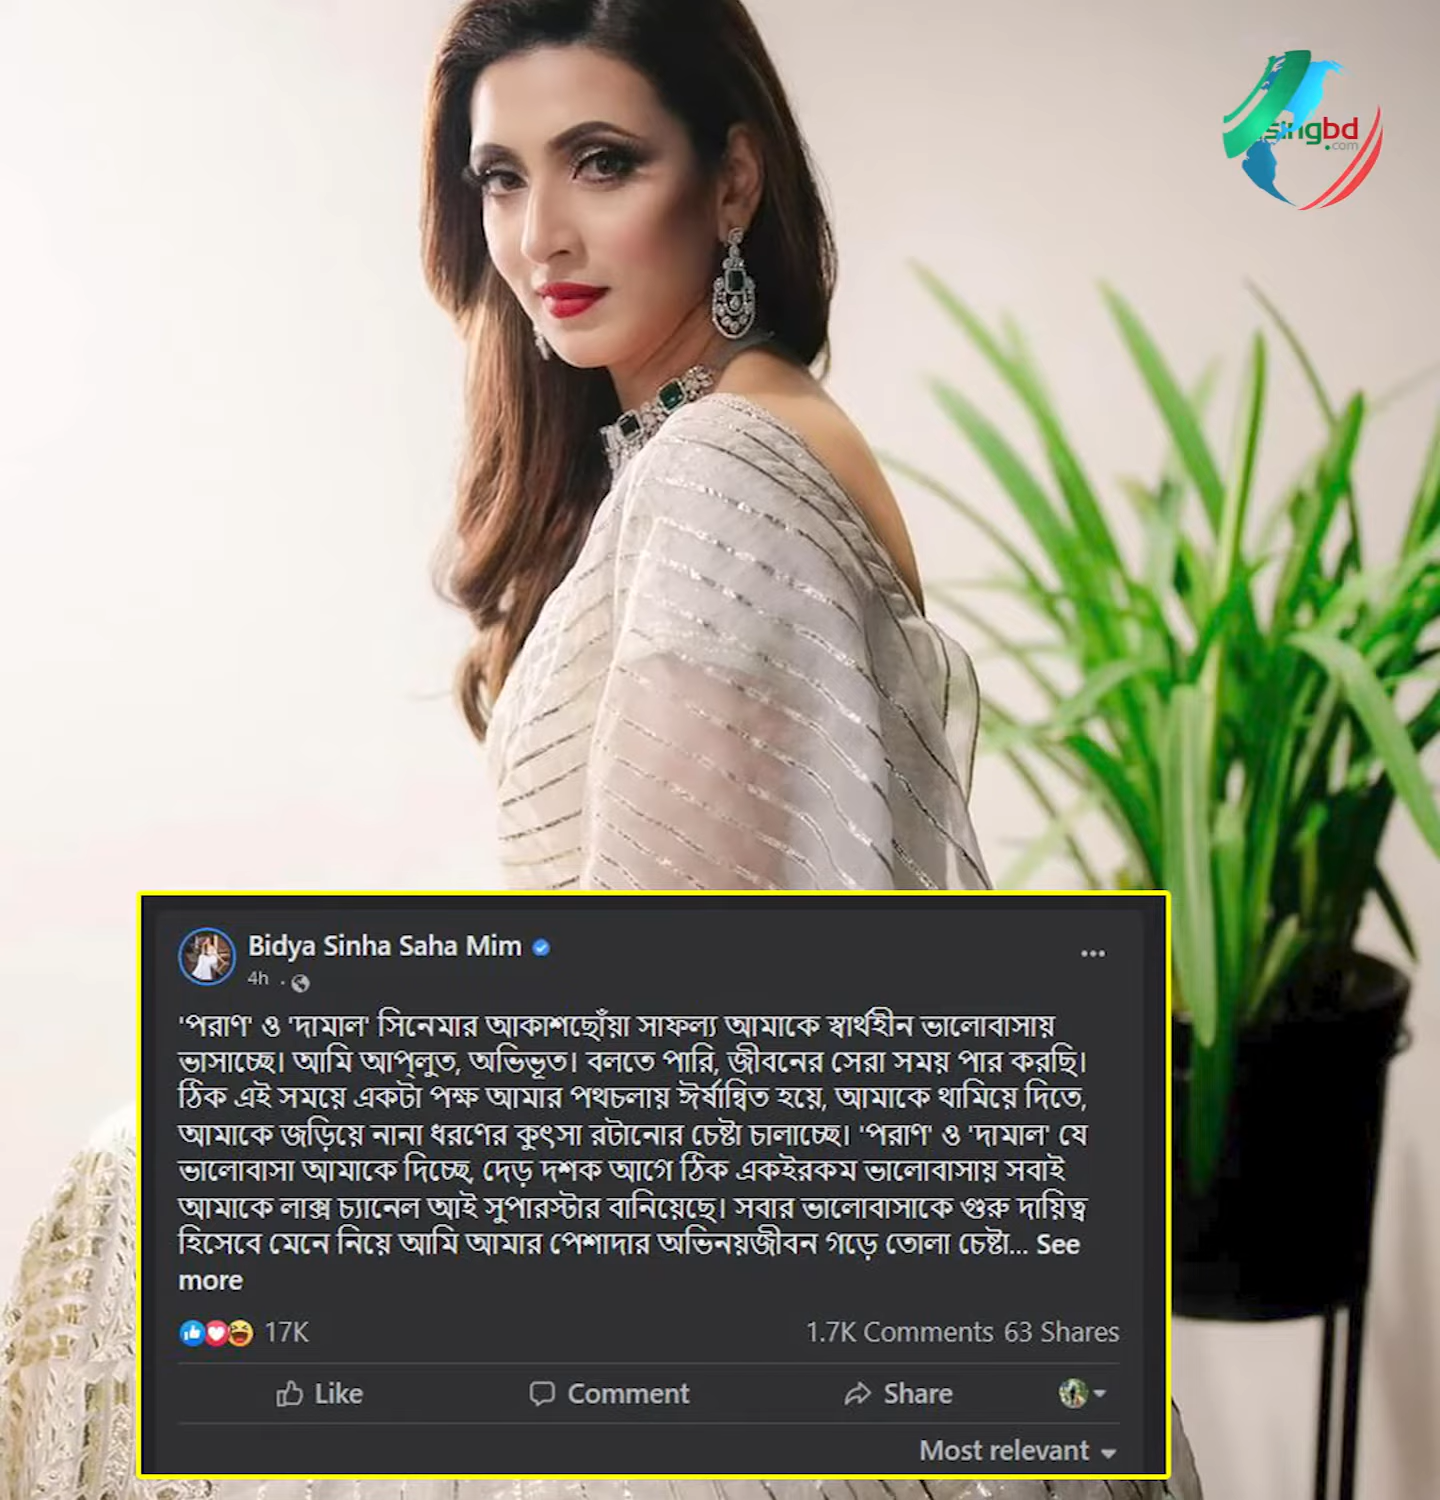 singbd
.com
Bidya Sinha Saha Mim
4h .
'পরাণ' ও 'দামাল' সিনেমার আকাশছোঁয়া সাফল্য আমাকে স্বার্থহীন ভালোবাসায়
ভাসাচ্ছে। আমি আপ্লুত, অভিভূত। বলতে পারি, জীবনের সেরা সময় পার করছি।
ঠিক এই সময়ে একটা পক্ষ আমার পথচলায় ঈর্ষান্বিত হয়ে, আমাকে থামিয়ে দিতে,
আমাকে জড়িয়ে নানা ধরণের কুৎসা রটানোর চেষ্টা চালাচ্ছে। 'পরাণ' ও 'দামাল' যে
ভালোবাসা আমাকে দিচ্ছে, দেড় দশক আগে ঠিক একইরকম ভালোবাসায় সবাই
আমাকে লাক্স চ্যানেল আই সুপারস্টার বানিয়েছে। সবার ভালোবাসাকে গুরু দায়িত্ব
হিসেবে মেনে নিয়ে আমি আমার পেশাদার অভিনয়জীবন গড়ে তোলা চেষ্টা... See
more
17K
1.7K Comments 63 Shares
Like Comment Share
Most relevant